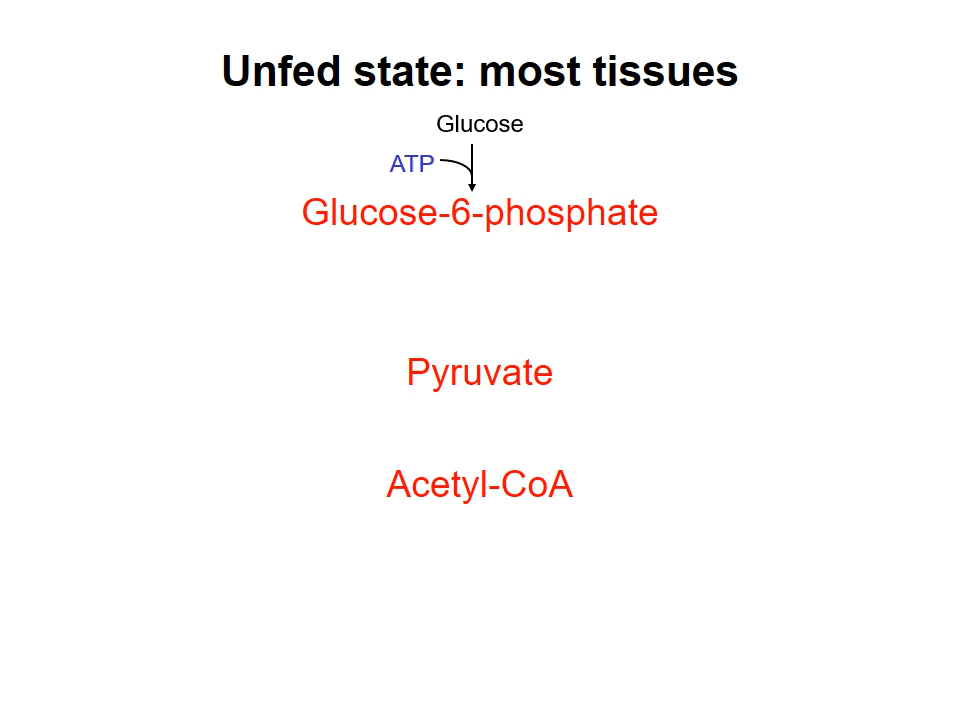 Unfed state: most tissues
Glucose
ATP
Glucose-6-phosphate
Pyruvate
Acetyl-CoA